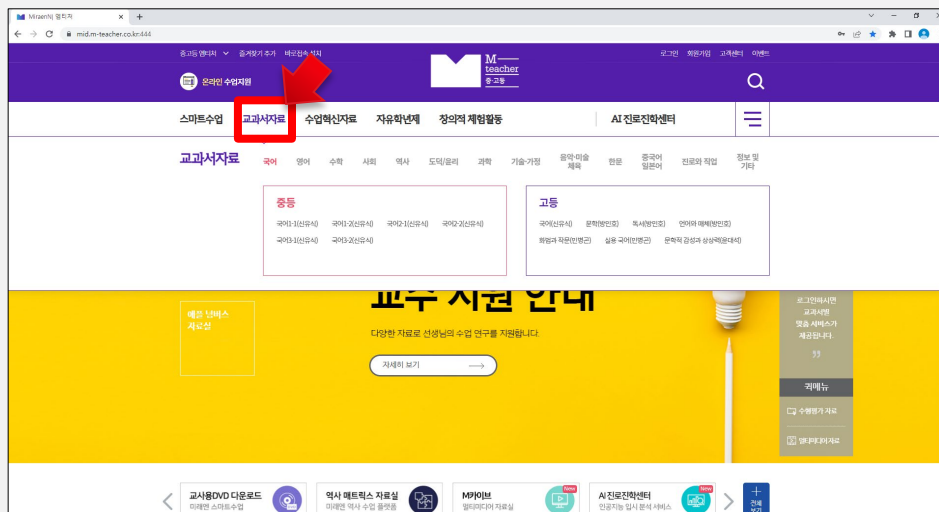 MiraenN| 엠티처
mid.m-teacher.co.kr:444
중고등 엠티처 즐겨찾기 추가 바로접속 설치
로그인 회원가입 고객센터 이벤트
온라인 수업지원
M
teacher
중·고등
스마트수업 교과서자료 수업혁신자료 자유학년제 창의적 체험활동 AI 진로진학센터
교과서자료 국어 영어 수학 사회 역사 도덕/윤리 과학 기술·가정 음악·미술 체육 한문 중국어 일본어 진로와 직업 정보 및 기타
중등
국어1-1(신유식) 국어1-2(신유식) 국어2-1(신유식) 국어2-2(신유식)
국어3-1(신유식) 국어3-2(신유식)
고등
국어(신유식) 문학(방민호) 독서(방민호) 언어와 매체(방민호)
화법과 작문(민병곤) 실용 국어(민병곤) 문학적 감성과 상상력(윤대석)
교수 지원 안내
다양한 자료로 선생님의 수업 연구를 지원합니다.
자세히 보기
애플 넘버스
자료실
로그인하시면
교과서별
맞춤 서비스가
제공됩니다.
퀵메뉴
수행평가 자료
멀티미디어 자료
교사용DVD 다운로드
미래엔 스마트수업
역사 매트릭스 자료실
미래엔 역사 수업 플랫폼
M카이브
멀티미디어 자료실
New
AI 진로진학센터
인공지능 입시 분석 서비스
New
전체
보기